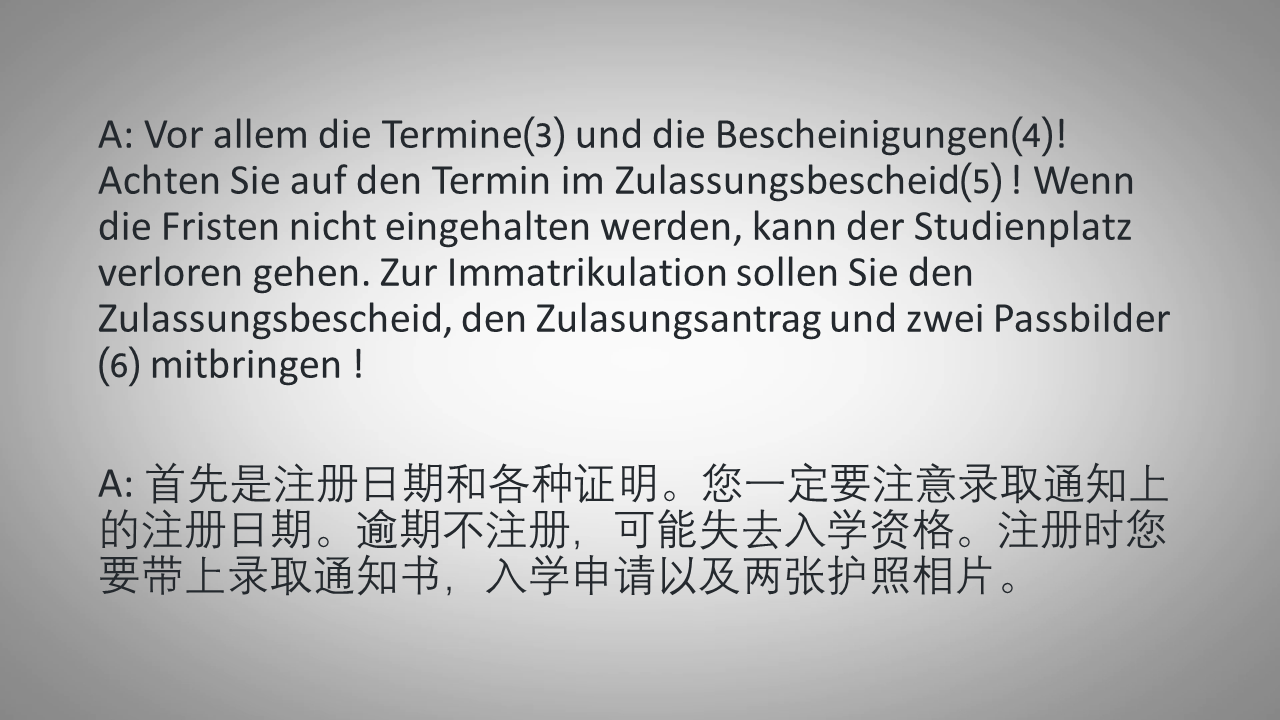 A: Vor allem die Termine(3) und die Bescheinigungen(4)!
Achten Sie auf den Termin im Zulassungsbescheid(5) ! Wenn
die Fristen nicht eingehalten werden, kann der Studienplatz
verloren gehen. Zur Immatrikulation sollen Sie den
Zulassungsbescheid, den Zulasungsantrag und zwei Passbilder
(6) mitbringen !
A: 首先是注册日期和各种证明。您一定要注意录取通知上
的注册日期。逾期不注册，可能失去入学资格。注册时您
要带上录取通知书，入学申请以及两张护照相片。